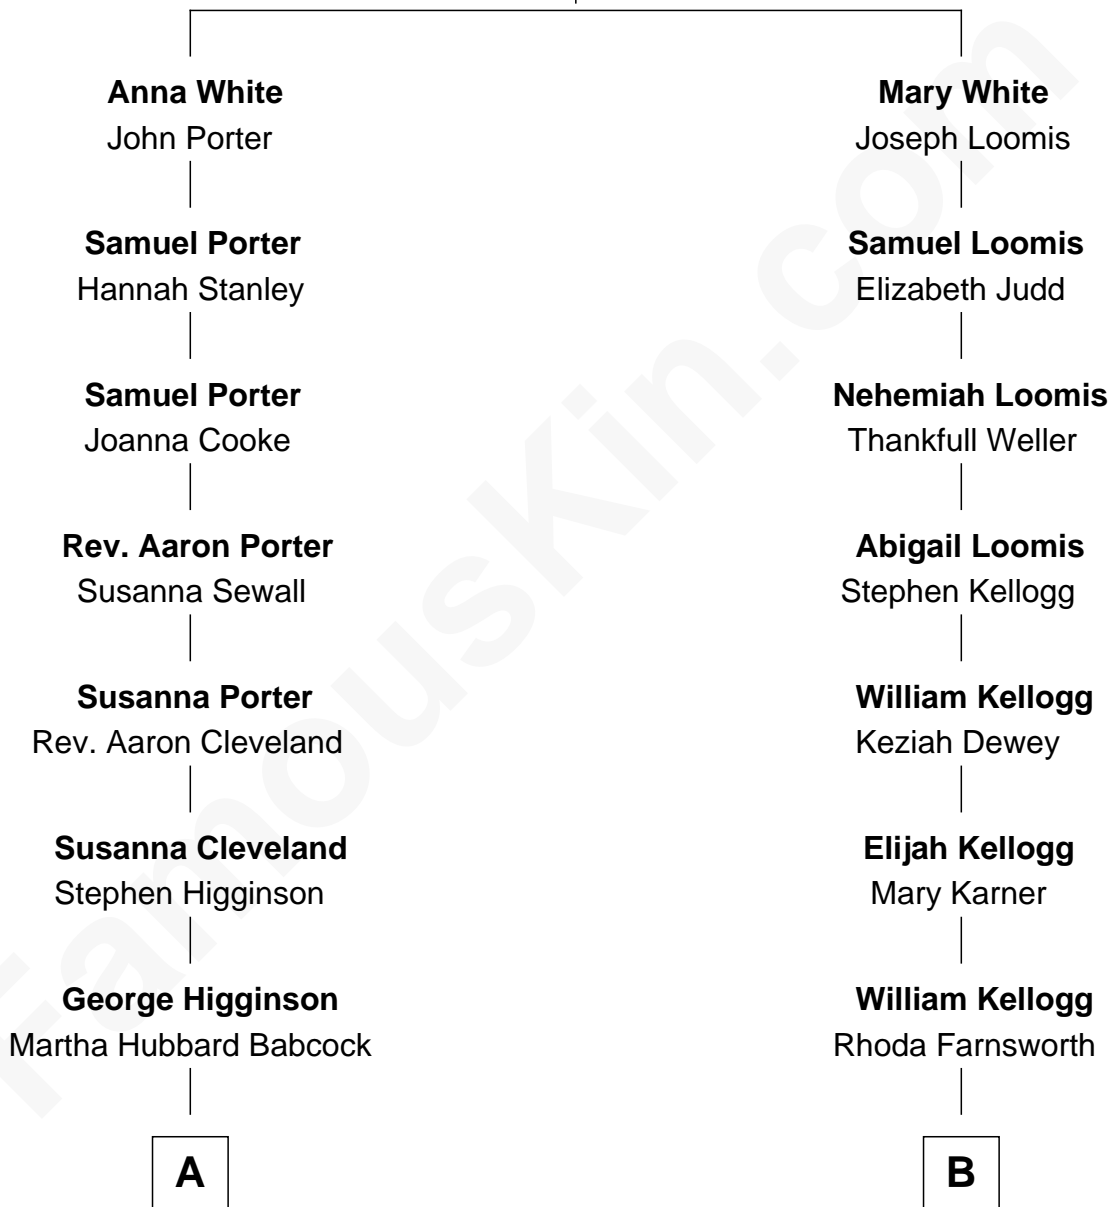 Anna White
John Porter
Mary White
Joseph Loomis
Samuel Porter
Hannah Stanley
Samuel Loomis
Elizabeth Judd
Samuel Porter
Joanna Cooke
Nehemiah Loomis
Thankfull Weller
Rev. Aaron Porter
Susanna Sewall
Abigail Loomis
Stephen Kellogg
Susanna Porter
Rev. Aaron Cleveland
William Kellogg
Keziah Dewey
Susanna Cleveland
Stephen Higginson
Elijah Kellogg
Mary Karner
George Higginson
Martha Hubbard Babcock
William Kellogg
Rhoda Farnsworth
A
B
FamousKin.com